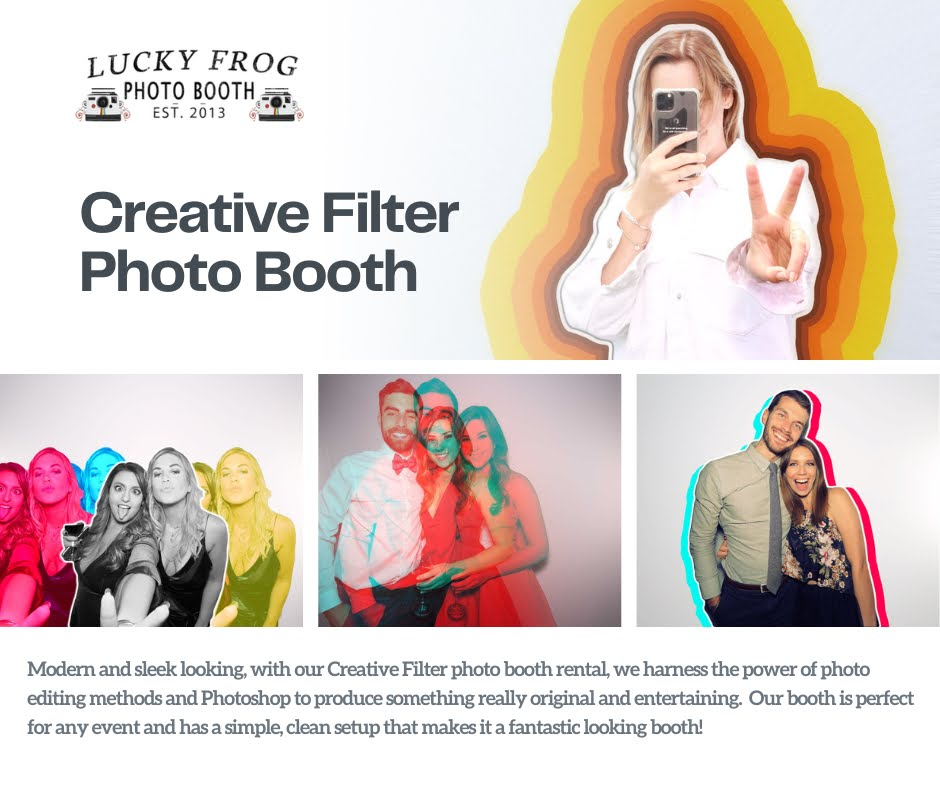 LUCKY FROG
PHOTO BOOTH
EST. 2013
Creative Filter
Photo Booth
Modern and sleek looking, with our Creative Filter photo booth rental, we harness the power of photo
editing methods and Photoshop to produce something really original and entertaining.  Our booth is perfect
for any event and has a simple, clean setup that makes it a fantastic looking booth!